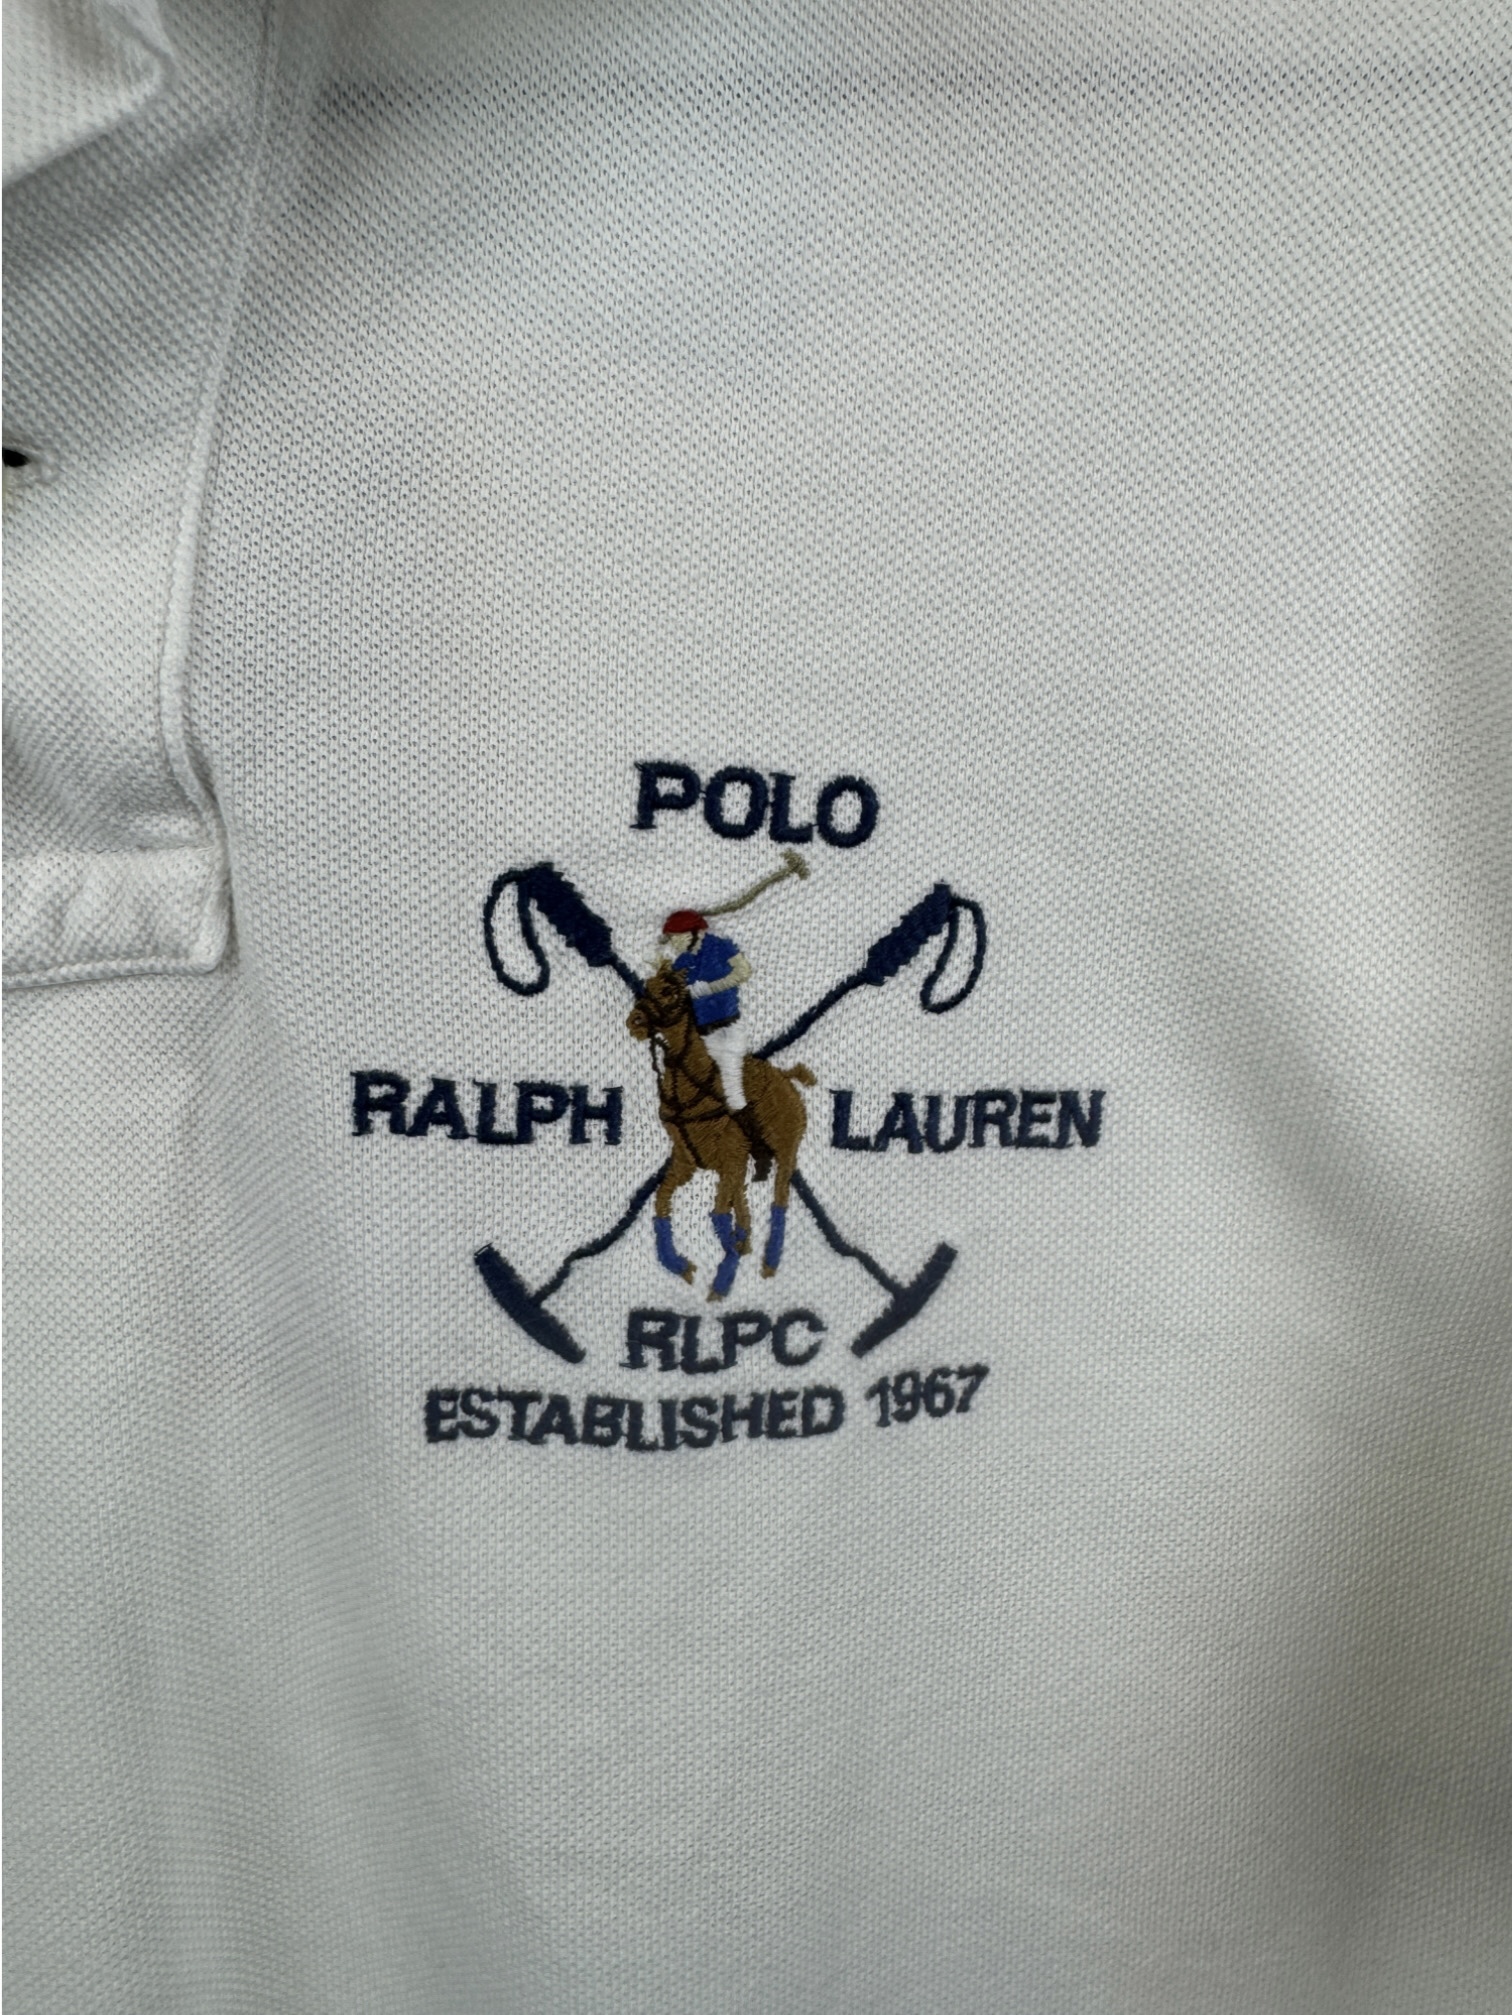 POLO
RALPH LAUREN
RLPC
ESTABLISHED 1967